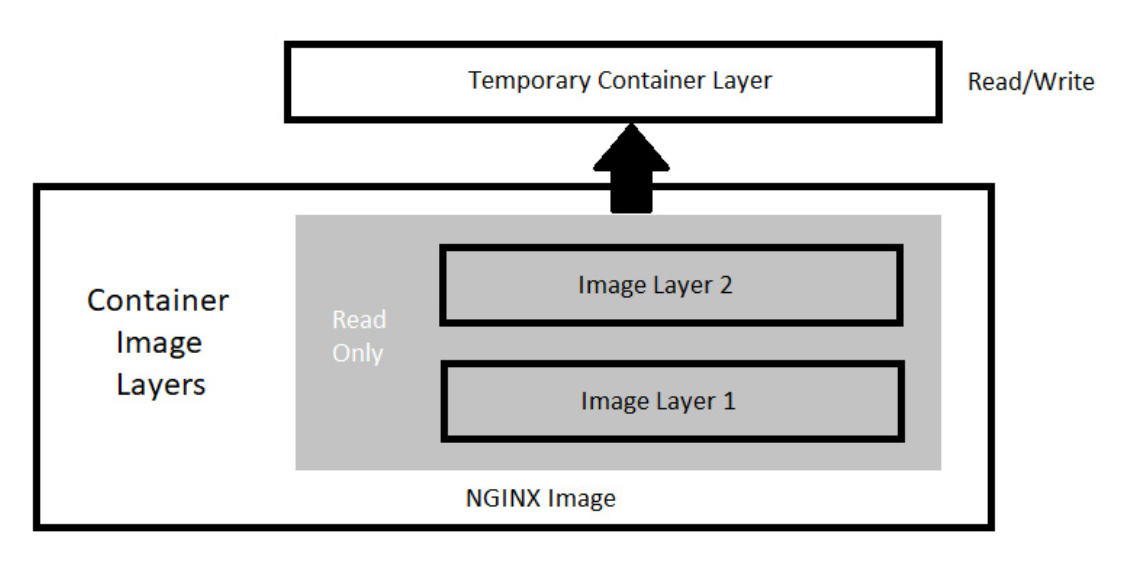 Temporary Container Layer
Read/Write
Container
Image
Layers
Read
Only
Image Layer 2
Image Layer 1
NGINX Image